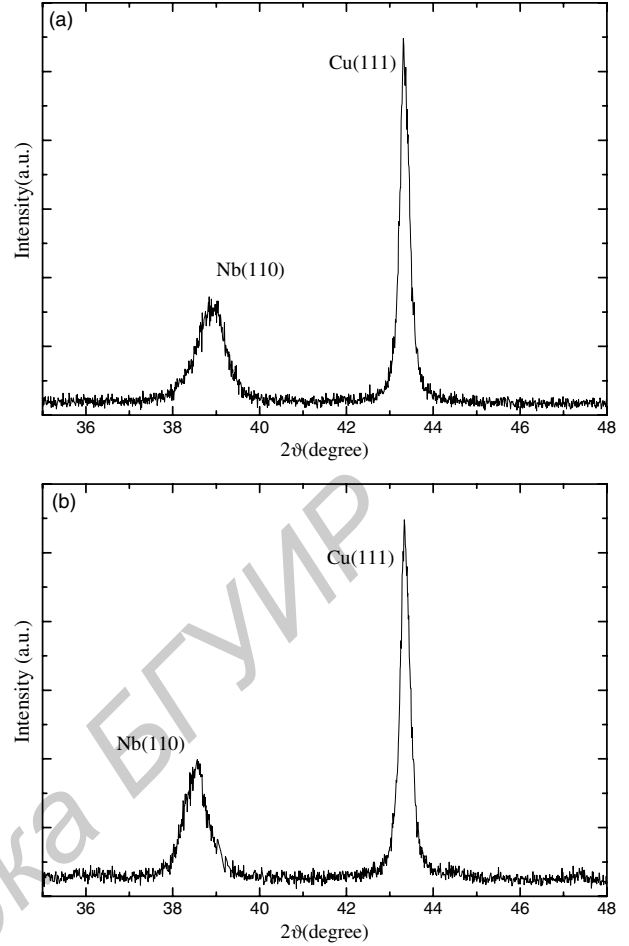 (a)
Cu(111)
Nb(110)
Intensity(a.u.)
36 38 40 42 44 46 48
2ϑ(degree)
(b)
Cu(111)
Nb(110)
Intensity (a.u.)
36 38 40 42 44 46 48
2ϑ(degree)
БГУИР